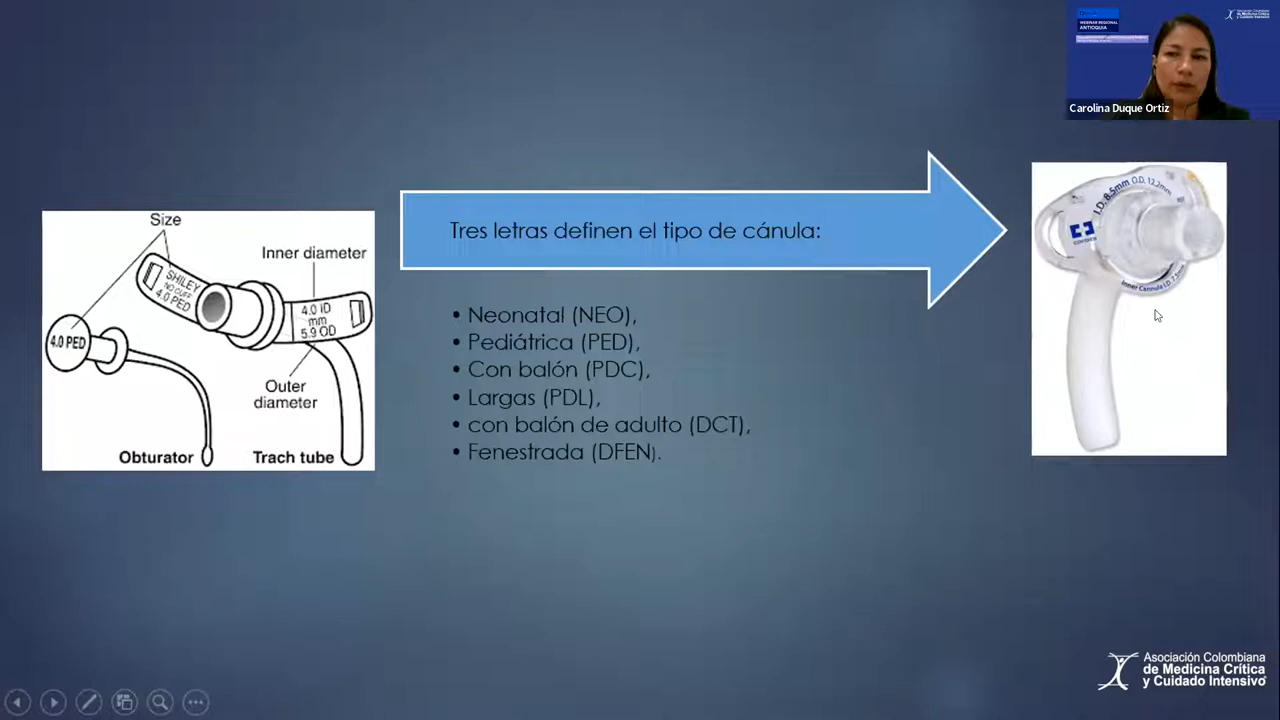 WEBINAR REGIONAL
ANTIOQUIA
Carolina Duque Ortiz
Size
Inner diameter
SHILEY
NO CUFF
4.0 PED
4.0 ID
mm
5.9 OD
4.0 PED
Outer
diameter
Obturator
Trach tube
Tres letras definen el tipo de cánula:
• Neonatal (NEO),
• Pediátrica (PED),
• Con balón (PDC),
• Largas (PDL),
• con balón de adulto (DCT),
• Fenestrada (DFEN).
I.D. 8.5mm O.D. 12.2mm
Inner Cannula I.D. 7.5mm
Asociación Colombiana
de Medicina Crítica
y Cuidado Intensivo